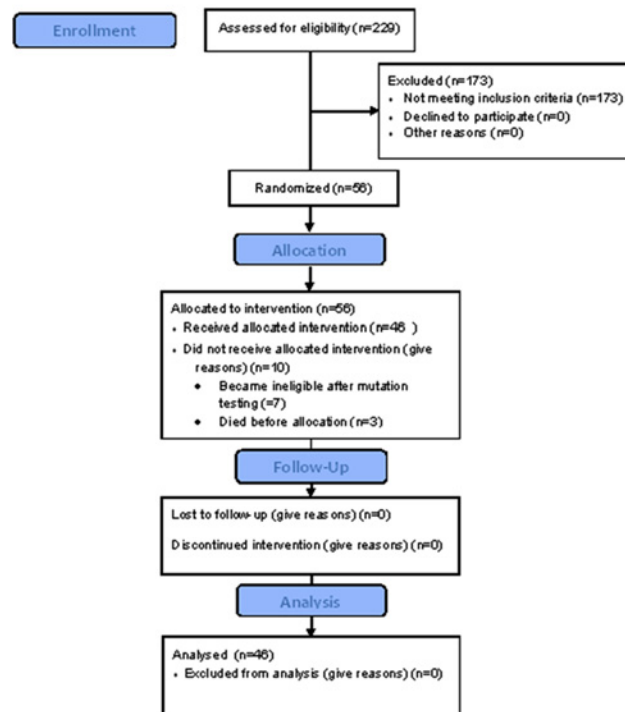 Enrollment
Assessed for eligibility (n=229)
Excluded (n=173)
• Not meeting inclusion criteria (n=173)
• Declined to participate (n=0)
• Other reasons (n=0)
Randomized (n=56)
Allocation
Allocated to intervention (n=56)
• Received allocated intervention (n=46 )
• Did not receive allocated intervention (give
reasons) (n=10)
• Became ineligible after mutation
testing (=7)
• Died before allocation (n=3)
Follow-Up
Lost to follow-up (give reasons) (n=0)
Discontinued intervention (give reasons) (n=0)
Analysis
Analysed (n=46)
• Excluded from analysis (give reasons) (n=0)